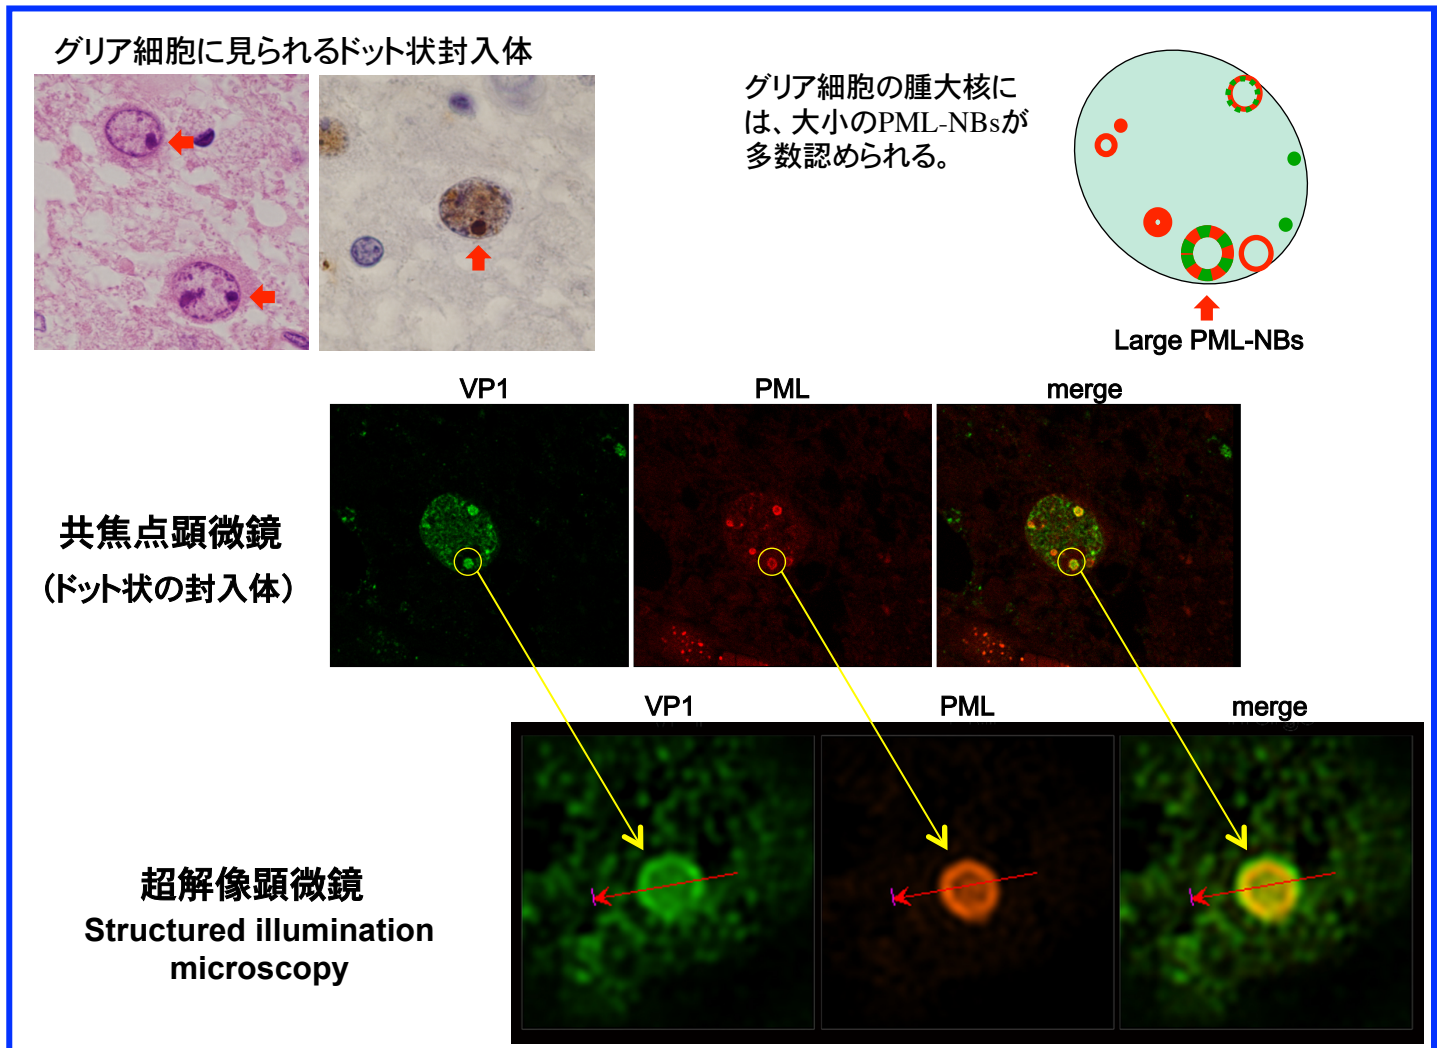 グリア細胞に見られるドット状封入体
グリア細胞の腫大核に
は、大小のPML-NBsが
多数認められる。
Large PML-NBs
VP1
PML
merge
共焦点顕微鏡
(ドット状の封入体)
VP1
PML
merge
超解像顕微鏡
Structured illumination
microscopy